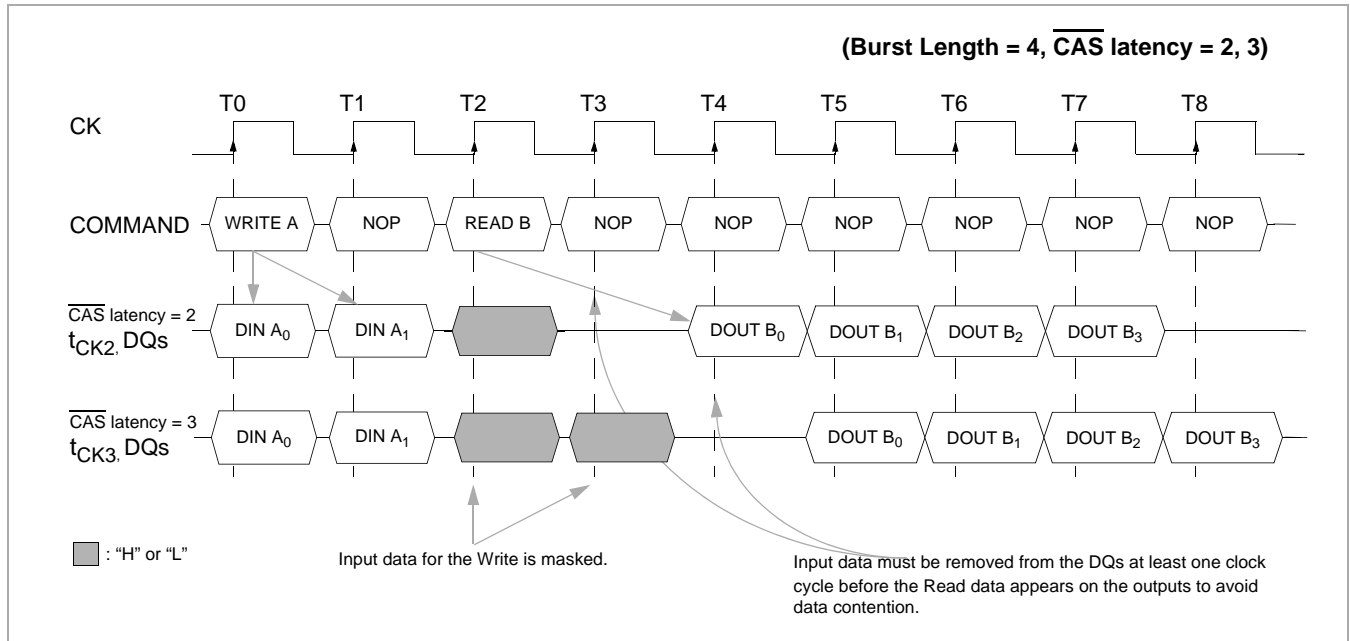 (Burst Length = 4, CAS latency = 2, 3)
T0 T1 T2 T3 T4 T5 T6 T7 T8
CK
COMMAND WRITE A NOP READ B NOP NOP NOP NOP NOP NOP
CAS latency = 2
tCK2, DQs DIN A0 DIN A1 DOUT B0 DOUT B1 DOUT B2 DOUT B3
CAS latency = 3
tCK3, DQs DIN A0 DIN A1 DOUT B0 DOUT B1 DOUT B2 DOUT B3
: “H” or “L”
Input data for the Write is masked.
Input data must be removed from the DQs at least one clock
cycle before the Read data appears on the outputs to avoid
data contention.